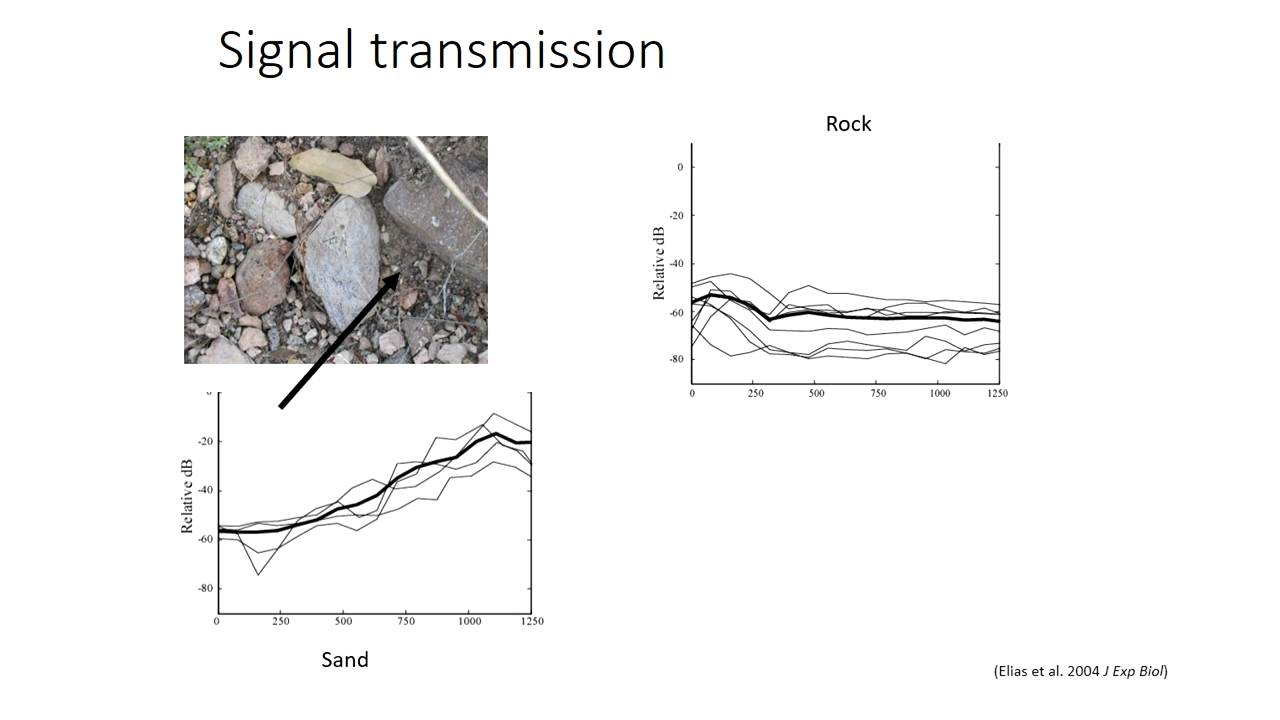 Signal transmission
Rock
0
-20
-40
-60
-80
Relative dB
0 250 500 750 1000 1250
-20
-40
-60
-80
Relative dB
0 250 500 750 1000 1250
Sand
(Elias et al. 2004 J Exp Biol)